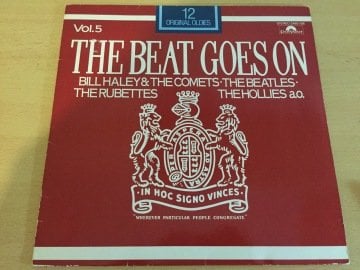 12
ORIGINAL OLDIES
Vol.5
THE BEAT GOES ON
BILL HALEY & THE COMETS · THE BEATLES ·
THE RUBETTES THE HOLLIES a.o.
· IN HOC SIGNO VINCES ·
"WHEREVER PARTICULAR PEOPLE CONGREGATE"